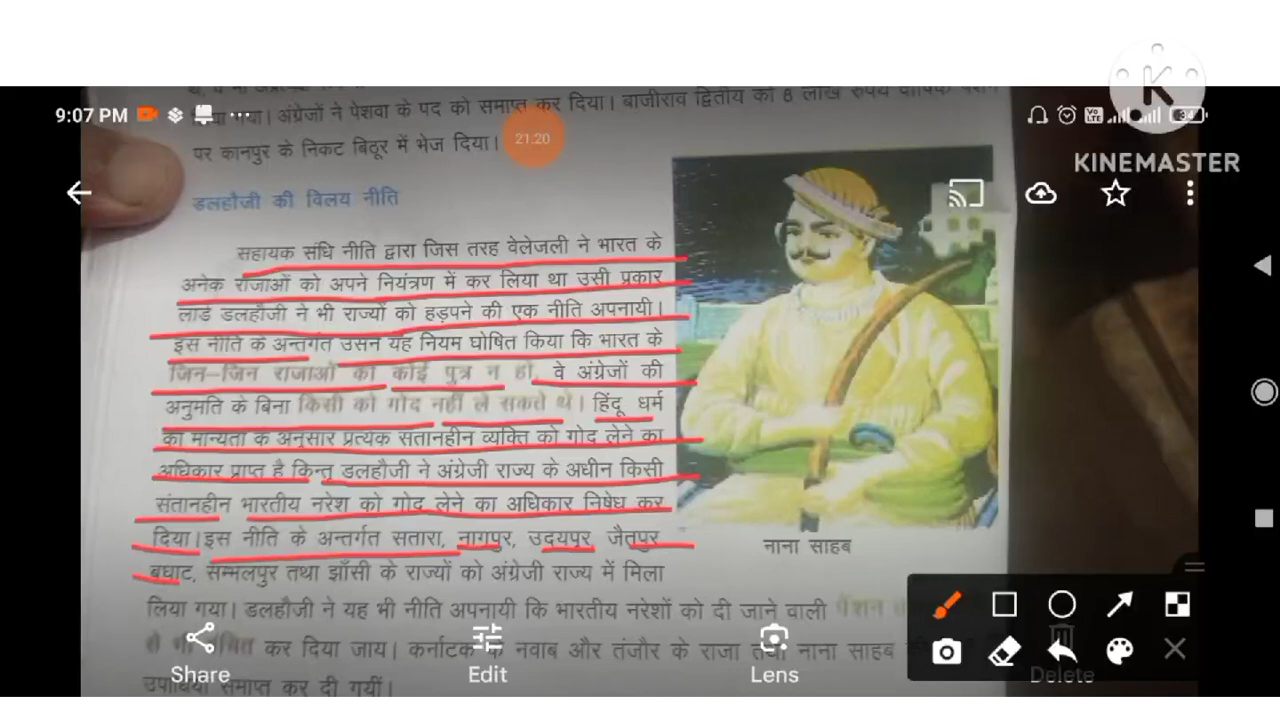 KINEMASTER
9:07 PM
21:20
34
गया। अंग्रेजों ने पेशवा के पद को समाप्त कर दिया। बाजीराव द्वितीय को 8 लाख रुपये वार्षिक
पर कानपुर के निकट बिठूर में भेज दिया।
डलहौजी की विलय नीति
सहायक संधि नीति द्वारा जिस तरह वेलेजली ने भारत के
अनेक राजाओं को अपने नियंत्रण में कर लिया था उसी प्रकार
लार्ड डलहौजी ने भी राज्यों को हड़पने की एक नीति अपनायी।
इस नीति के अन्तर्गत उसने यह नियम घोषित किया कि भारत के
जिन-जिन राजाओं का कोई पुत्र न हो, वे अंग्रेजों की
अनुमति के बिना किसी को गोद नहीं ले सकते थे। हिंदू धर्म
की मान्यता के अनुसार प्रत्येक संतानहीन व्यक्ति को गोद लेने का
अधिकार प्राप्त है किन्तु डलहौजी ने अंग्रेजी राज्य के अधीन किसी
संतानहीन भारतीय नरेश को गोद लेने का अधिकार निषेध कर
दिया। इस नीति के अन्तर्गत सतारा, नागपुर, उदयपुर, जैतपुर
बघाट, सम्भलपुर तथा झाँसी के राज्यों को अंग्रेजी राज्य में मिला
लिया गया। डलहौजी ने यह भी नीति अपनायी कि भारतीय नरेशों को दी जाने वाली पेंशन
से भी वंचित कर दिया जाय। कर्नाटक के नवाब और तंजौर के राजा तथा नाना साहब
उपाधियाँ समाप्त कर दी गयीं।
नाना साहब
Share
Edit
Lens
Delete